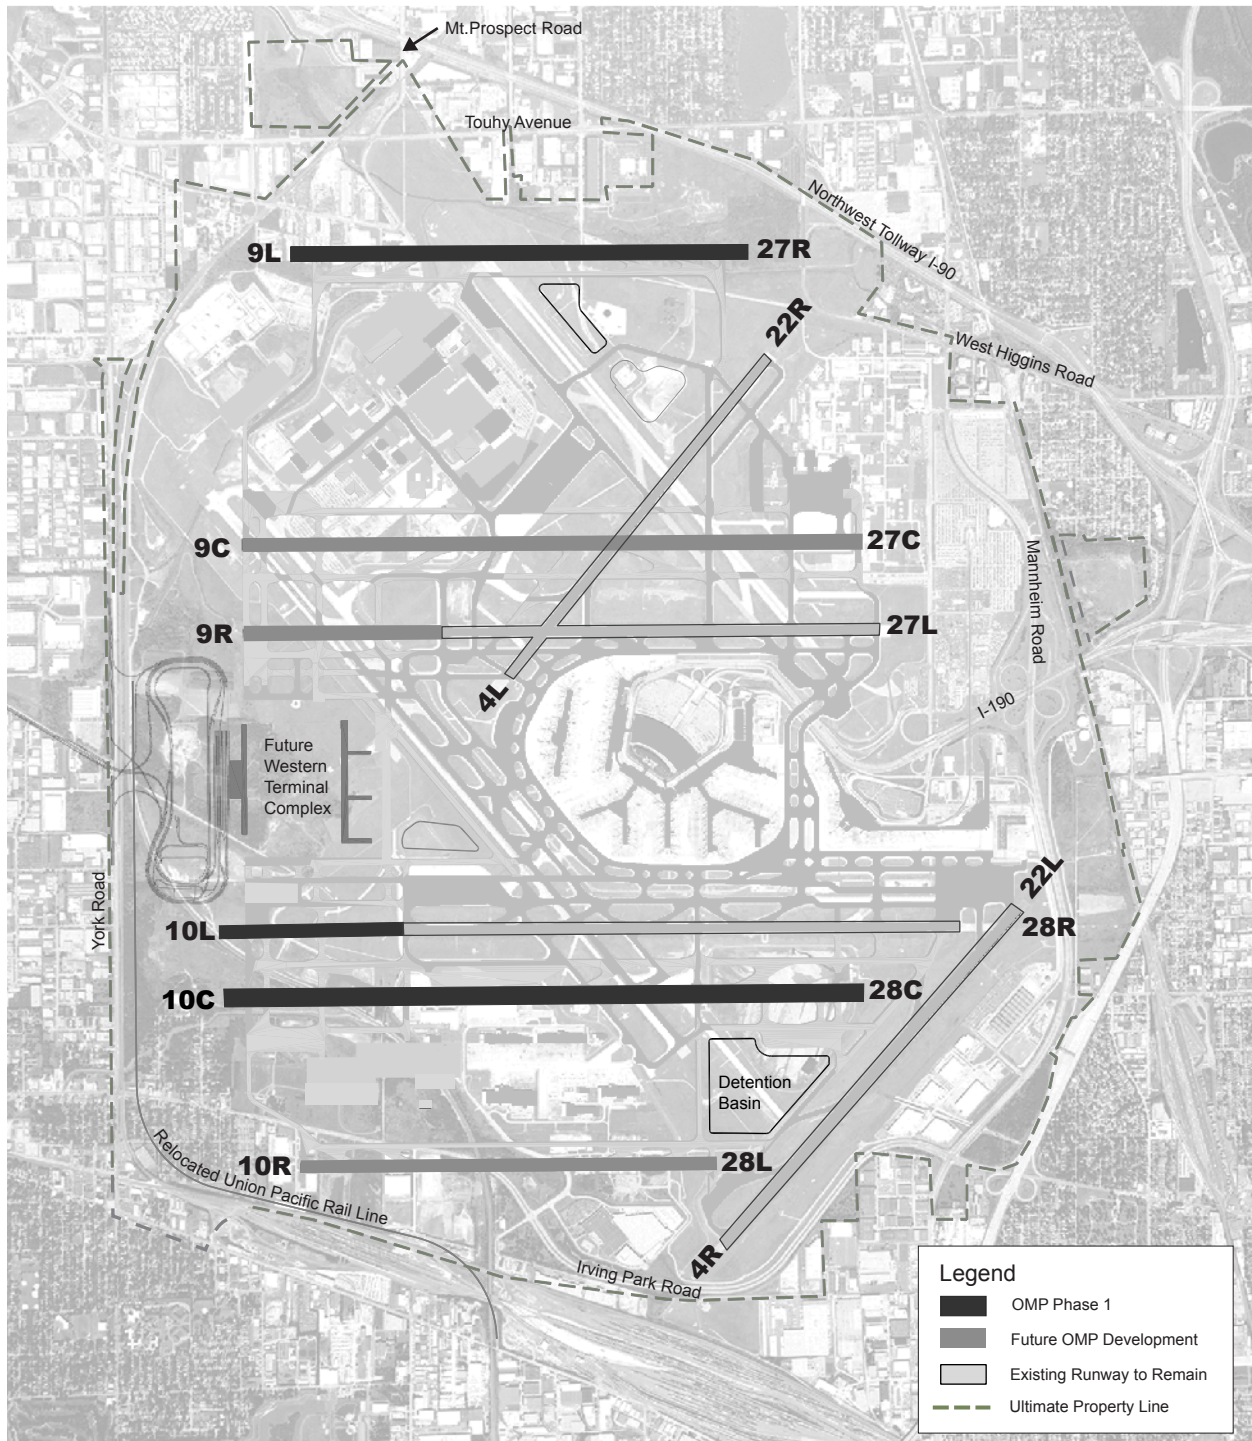 Mt.Prospect Road
Touhy Avenue
Northwest Tollway I-90
9L
27R
22R
West Higgins Road
9C
27C
Mannheim Road
9R
27L
4L
I-190
Future
Western
Terminal
Complex
York Road
22L
10L
28R
10C
28C
Detention
Basin
10R
28L
Relocated Union Pacific Rail Line
4R
Irving Park Road
Legend
OMP Phase 1
Future OMP Development
Existing Runway to Remain
Ultimate Property Line